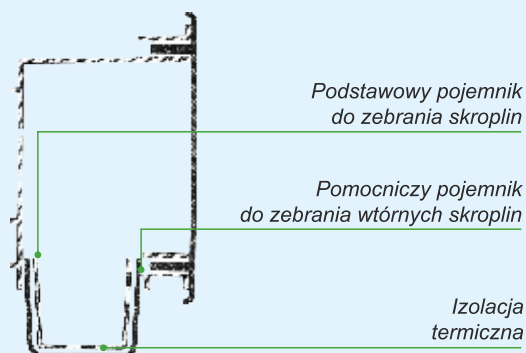 Podstawowy pojemnik
do zebrania skroplin
Pomocniczy pojemnik
do zebrania wtórnych skroplin
Izolacja
termiczna